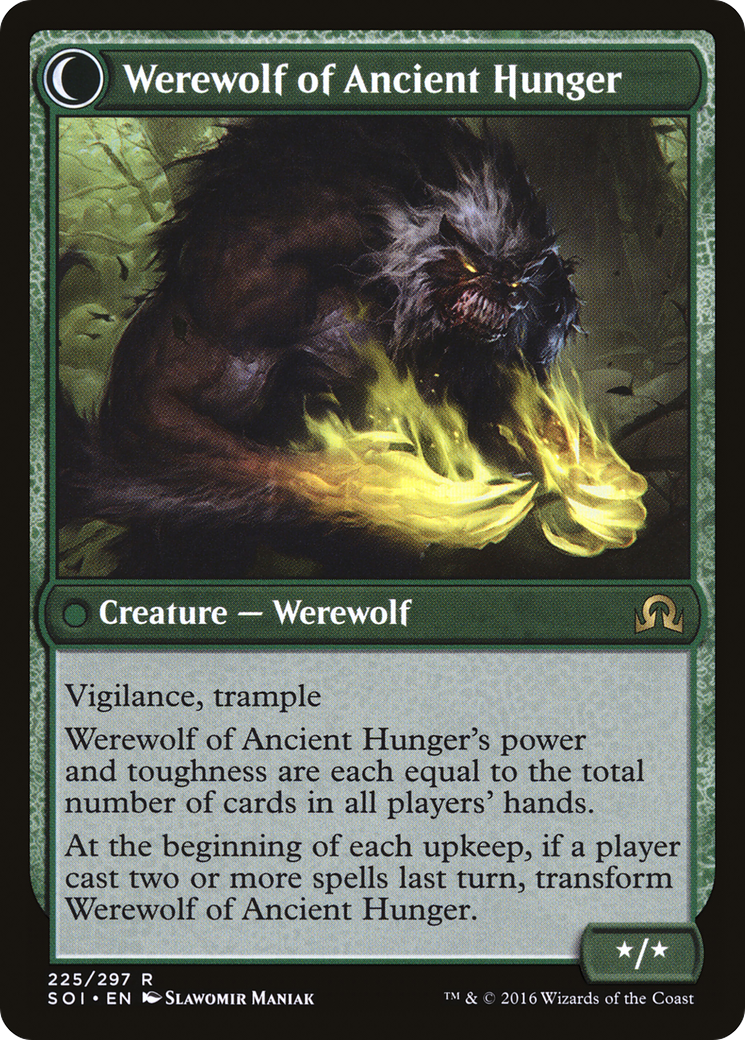 Werewolf of Ancient Hunger
Creature — Werewolf
Vigilance, trample
Werewolf of Ancient Hunger's power
and toughness are each equal to the total
number of cards in all players' hands.
At the beginning of each upkeep, if a player
cast two or more spells last turn, transform
Werewolf of Ancient Hunger.
★/★
225/297 R
SOI • EN Slawomir Maniak
™ & © 2016 Wizards of the Coast